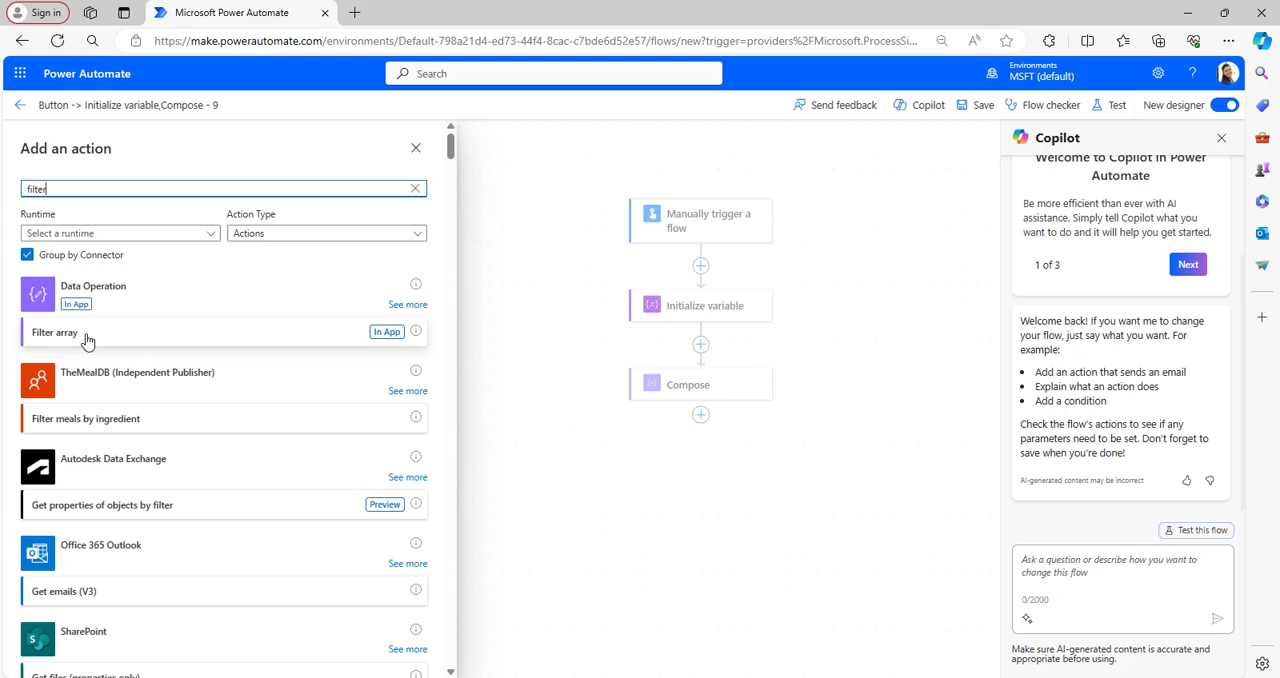 Sign in
Microsoft Power Automate
https://make.powerautomate.com/environments/Default-798a21d4-ed73-44f4-8cac-c7bde6d52e57/flows/new?trigger=providers%2FMicrosoft.ProcessSi...
Power Automate
Search
Environments
MSFT (default)
Button -> Initialize variable,Compose - 9
Send feedback
Copilot
Save
Flow checker
Test
New designer
Add an action
filter
Runtime
Action Type
Select a runtime
Actions
Group by Connector
Data Operation
In App
See more
Filter array
In App
TheMealDB (Independent Publisher)
See more
Filter meals by ingredient
Autodesk Data Exchange
See more
Get properties of objects by filter
Preview
Office 365 Outlook
See more
Get emails (V3)
SharePoint
See more
Get files (properties only)
Manually trigger a
flow
Initialize variable
Compose
Copilot
Welcome to Copilot in Power
Automate
Be more efficient than ever with AI
assistance. Simply tell Copilot what you
want to do and it will help you get started.
1 of 3
Next
Welcome back! If you want me to change
your flow, just say what you want. For
example:
• Add an action that sends an email
• Explain what an action does
• Add a condition
Check the flow's actions to see if any
parameters need to be set. Don't forget to
save when you're done!
AI-generated content may be incorrect
Test this flow
Ask a question or describe how you want to
change this flow
0/2000
Make sure AI-generated content is accurate and
appropriate before using.